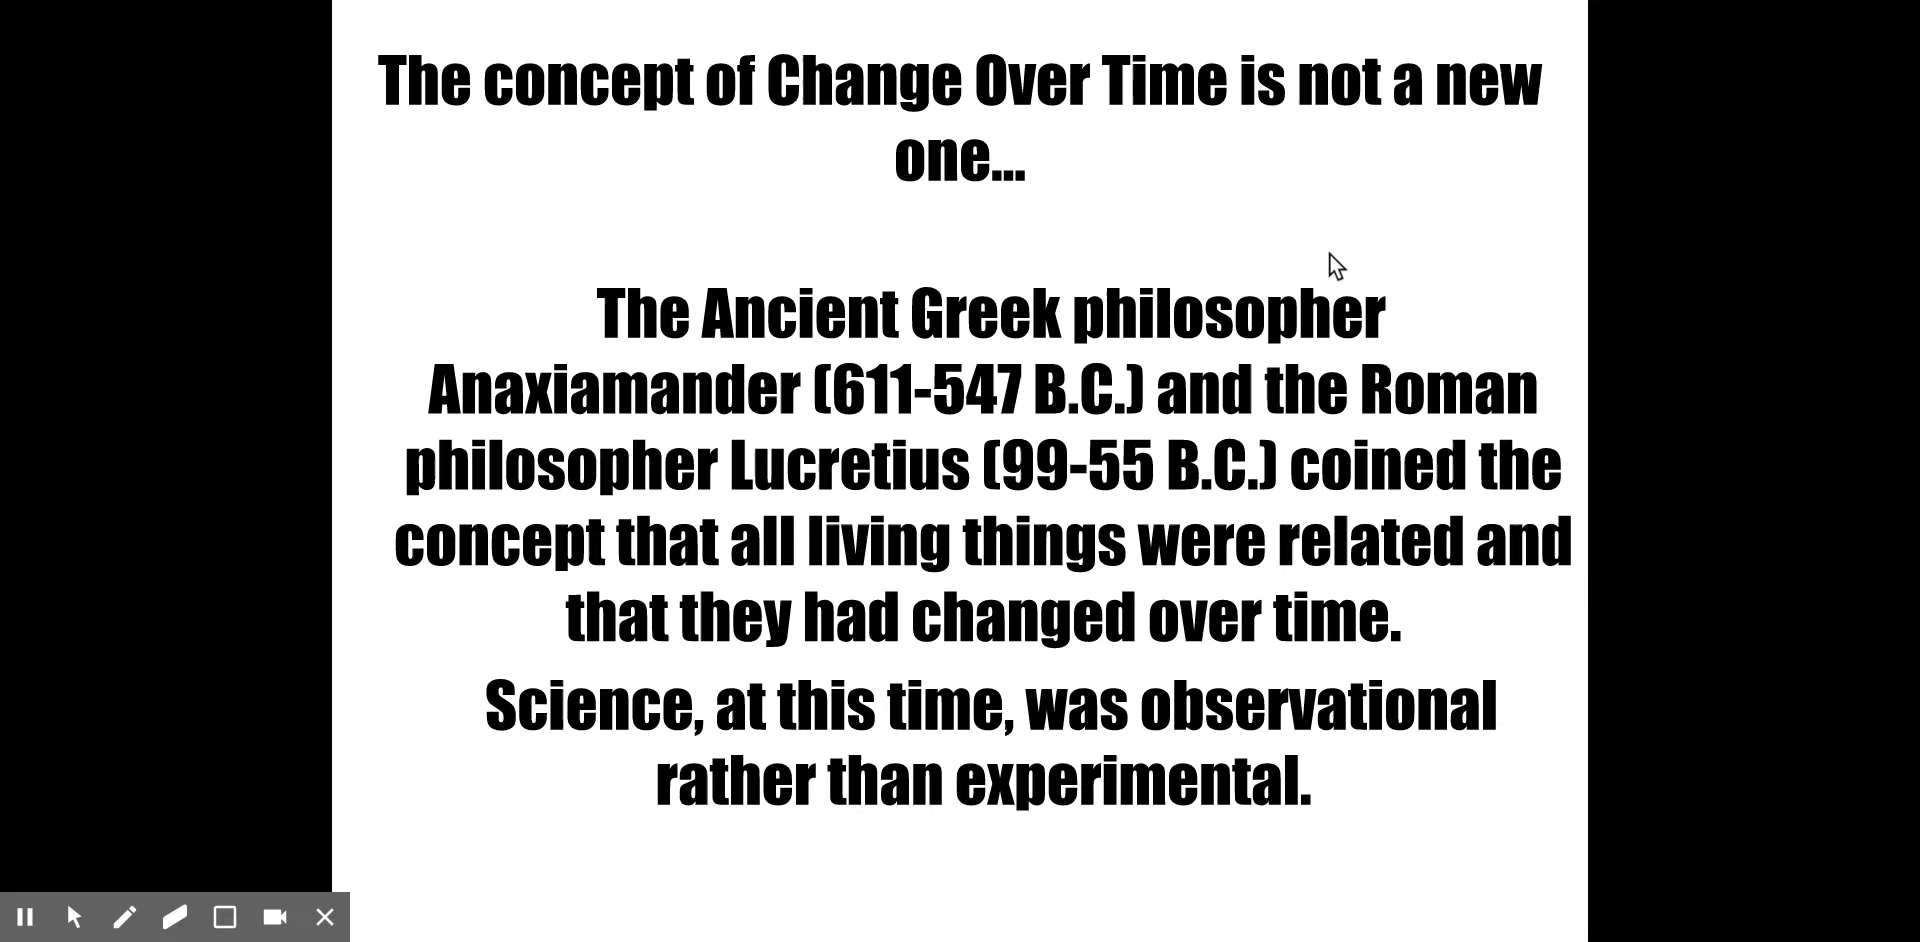 The concept of Change Over Time is not a new
one...
The Ancient Greek philosopher
Anaxiamander (611-547 B.C.) and the Roman
philosopher Lucretius (99-55 B.C.) coined the
concept that all living things were related and
that they had changed over time.
Science, at this time, was observational
rather than experimental.